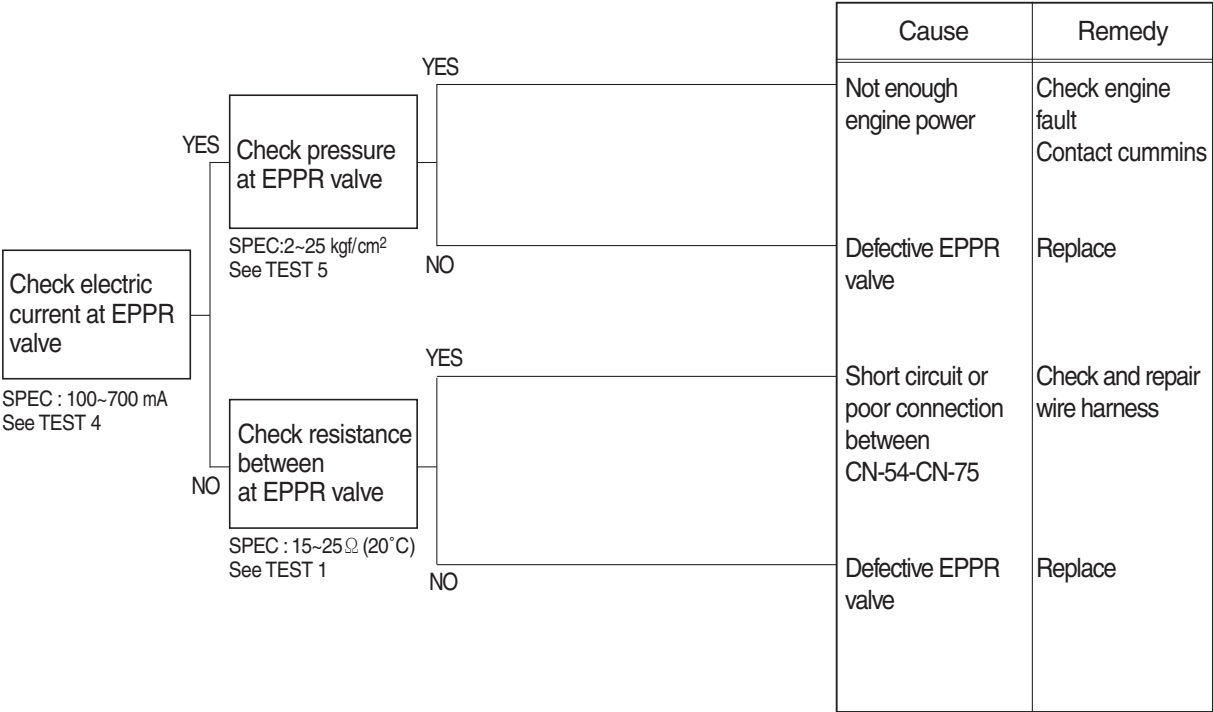 Cause
Remedy
YES
Not enough
engine power
Check engine
fault
Contact cummins
YES
Check pressure
at EPPR valve
SPEC:2~25 kgf/cm²
See TEST 5
NO
Defective EPPR
valve
Replace
Check electric
current at EPPR
valve
SPEC : 100~700 mA
See TEST 4
YES
Short circuit or
poor connection
between
CN-54-CN-75
Check and repair
wire harness
Check resistance
between
at EPPR valve
NO
SPEC : 15~25Ω (20˚C)
See TEST 1
NO
Defective EPPR
valve
Replace